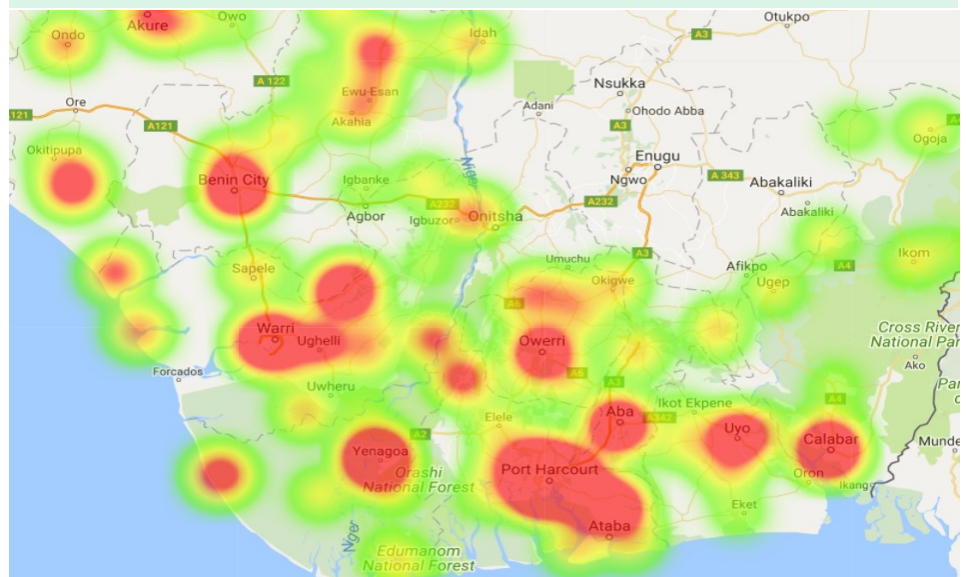 Otukpo
Akure
Owo
Idah
A3
Ondo
A 122
Nsukka
Ewu-Esan
Adani
Ore
Ohodo Abba
121
A121
Akahia
A3
Ogoja
Okitipupa
Niger
Enugu
Benin City
Igbanke
Ngwo
A 343
Abakaliki
A232
A232
Agbor
Igbuzor
Onitsha
Abakaliki
A3
Ikom
Umuchu
Afikpo
A4
Sapele
Okigwe
Ugep
A6
Warri
Cross River
National Par
Ughelli
Owerri
Ako
Forcados
A6
A3
Uwheru
A4
Ikot Ekpene
Elele
Aba
A342
A2
Uyo
Calabar
Munde
Yenagoa
Port Harcourt
Orashi
National Forest
Oron
Ikang
Eket
Ataba
Niger
Edumanom
National Forest